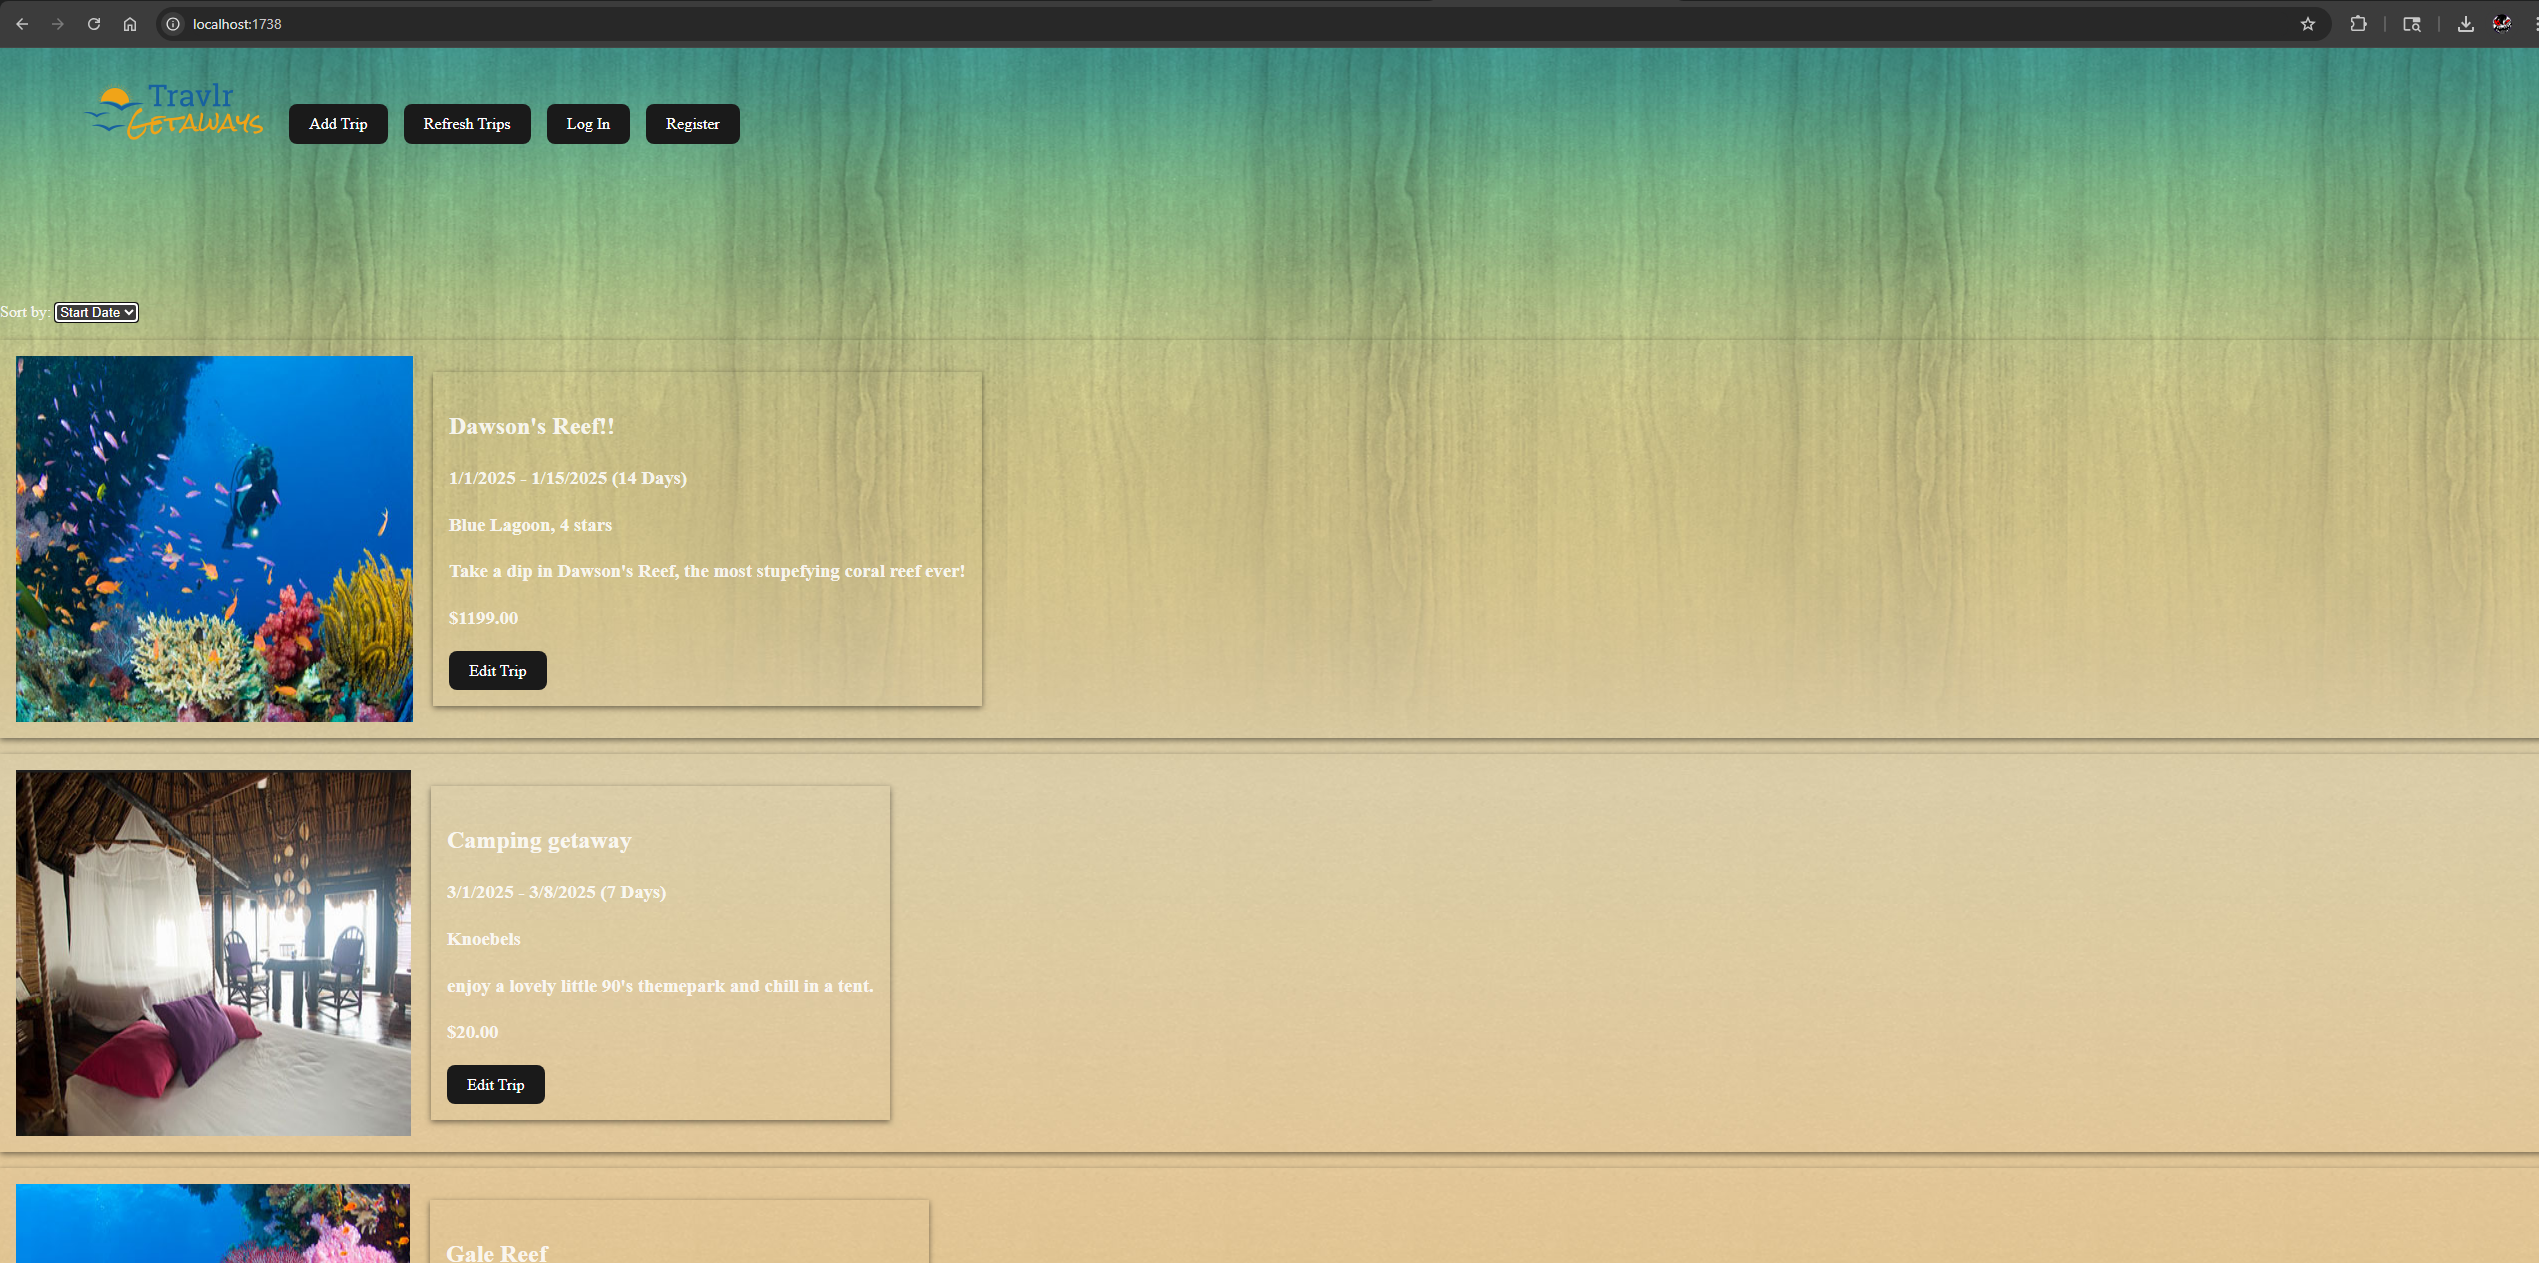 localhost:1738
Travlr
Getaways
Add Trip
Refresh Trips
Log In
Register
Sort by: Start Date
Dawson's Reef!!
1/1/2025 - 1/15/2025 (14 Days)
Blue Lagoon, 4 stars
Take a dip in Dawson's Reef, the most stupefying coral reef ever!
$1199.00
Edit Trip
Camping getaway
3/1/2025 - 3/8/2025 (7 Days)
Knoebels
enjoy a lovely little 90's themepark and chill in a tent.
$20.00
Edit Trip
Gale Reef